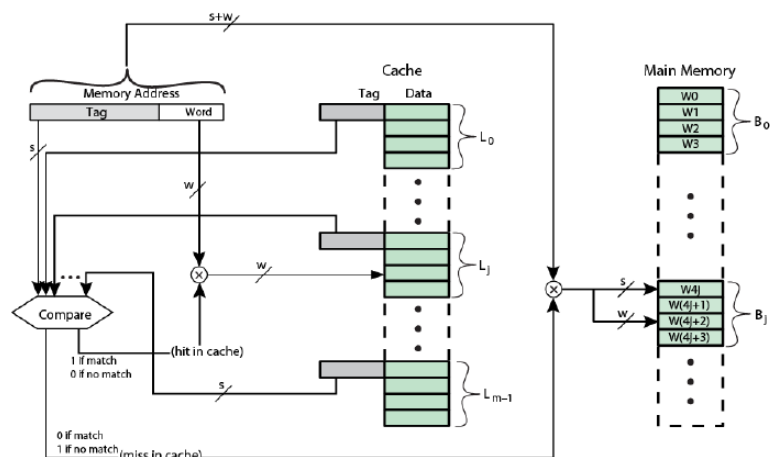 s+w
Cache
Main Memory
Memory Address
Tag Data
Tag Word
W0
W1
W2
W3
B0
L0
s
w
w
Lj
s
w
W4j
W(4j+1)
W(4j+2)
W(4j+3)
Bj
Compare
(hit in cache)
1 if match
0 if no match
s
Lm-1
0 if match
1 if no match
(miss in cache)